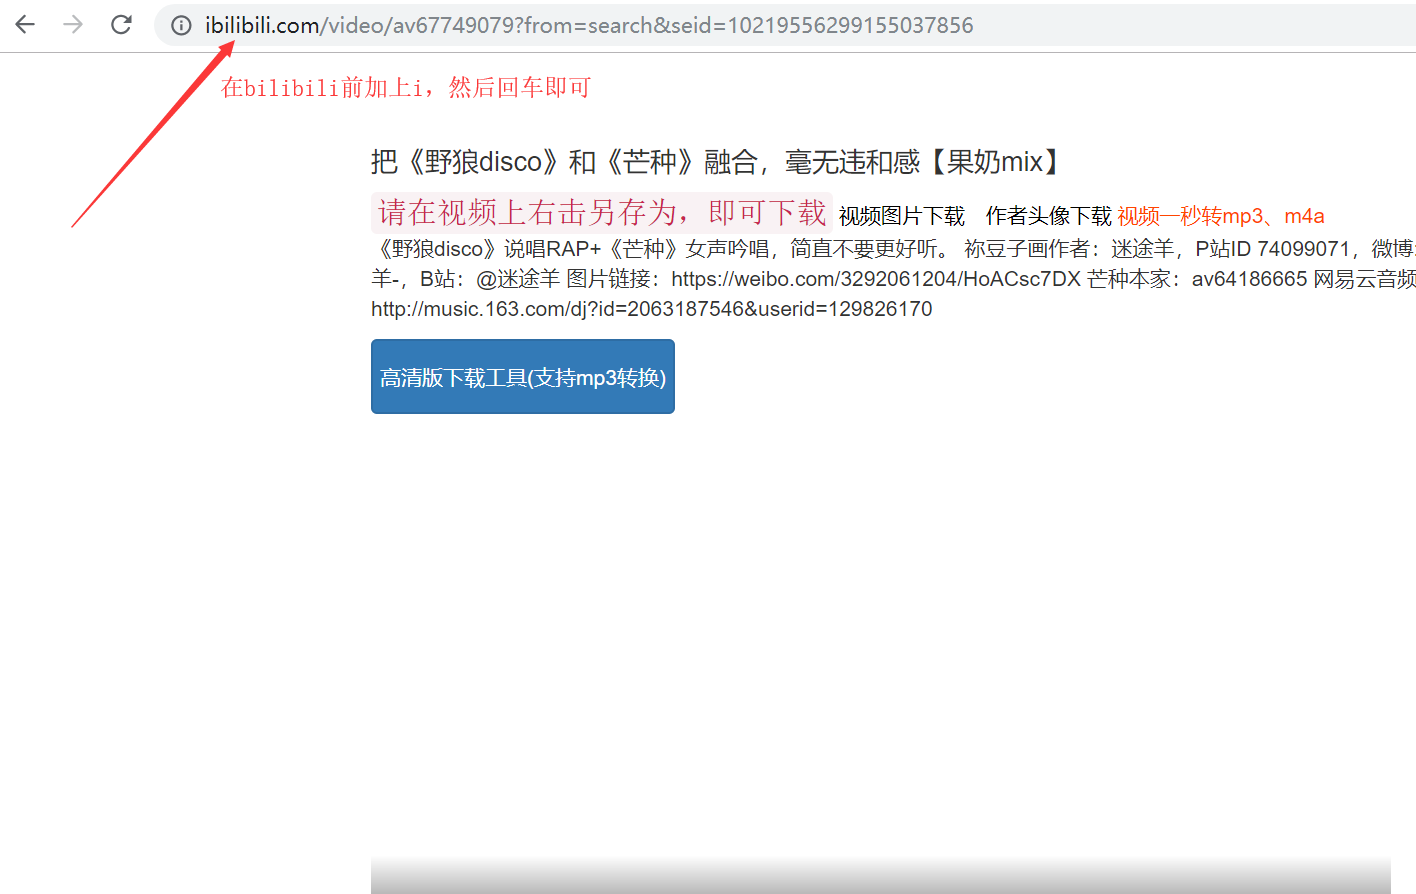 ibilibili.com/video/av67749079?from=search&seid=10219556299155037856
在bilibili前加上i，然后回车即可
把《野狼disco》和《芒种》融合，毫无违和感【果奶mix】
请在视频上右击另存为，即可下载 视频图片下载 作者头像下载 视频一秒转mp3、m4a
《野狼disco》说唱RAP+《芒种》女声吟唱，简直不要更好听。 祢豆子画作者：迷途羊，P站ID 74099071，微博:
羊-，B站：@迷途羊 图片链接：https://weibo.com/3292061204/HoACsc7DX 芒种本家：av64186665 网易云音频
http://music.163.com/dj?id=2063187546&userid=129826170
高清版下载工具(支持mp3转换)